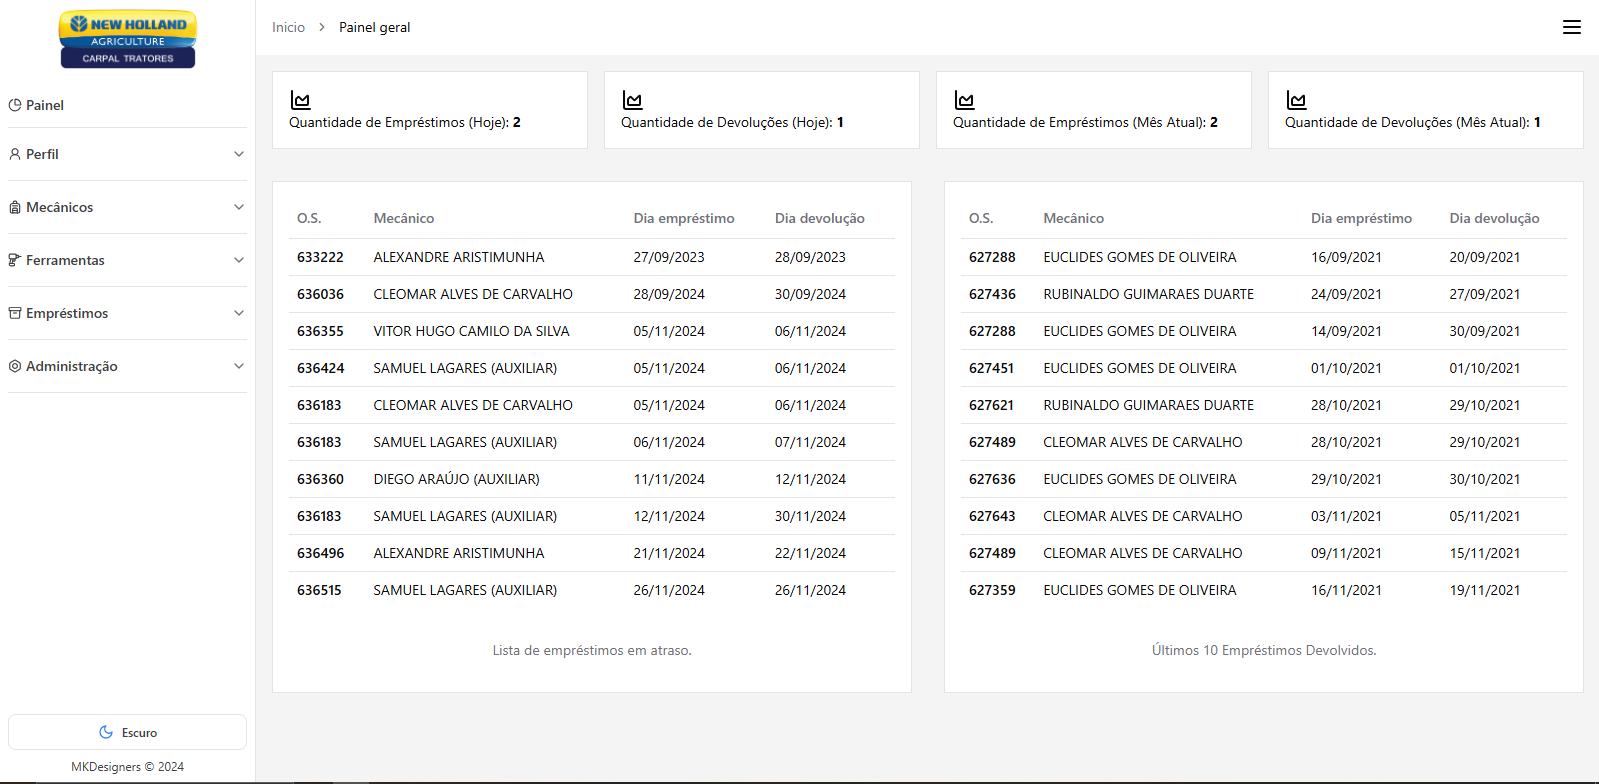 NEW HOLLAND
AGRICULTURE
CARPAL TRATORES
Painel
Perfil
Mecânicos
Ferramentas
Empréstimos
Administração
Escuro
MKDesigners © 2024
Inicio > Painel geral
Quantidade de Empréstimos (Hoje): 2
Quantidade de Devoluções (Hoje): 1
Quantidade de Empréstimos (Mês Atual): 2
Quantidade de Devoluções (Mês Atual): 1
O.S. Mecânico Dia empréstimo Dia devolução
633222 ALEXANDRE ARISTIMUNHA 27/09/2023 28/09/2023
636036 CLEOMAR ALVES DE CARVALHO 28/09/2024 30/09/2024
636355 VITOR HUGO CAMILO DA SILVA 05/11/2024 06/11/2024
636424 SAMUEL LAGARES (AUXILIAR) 05/11/2024 06/11/2024
636183 CLEOMAR ALVES DE CARVALHO 05/11/2024 06/11/2024
636183 SAMUEL LAGARES (AUXILIAR) 06/11/2024 07/11/2024
636360 DIEGO ARAÚJO (AUXILIAR) 11/11/2024 12/11/2024
636183 SAMUEL LAGARES (AUXILIAR) 12/11/2024 30/11/2024
636496 ALEXANDRE ARISTIMUNHA 21/11/2024 22/11/2024
636515 SAMUEL LAGARES (AUXILIAR) 26/11/2024 26/11/2024
Lista de empréstimos em atraso.
O.S. Mecânico Dia empréstimo Dia devolução
627288 EUCLIDES GOMES DE OLIVEIRA 16/09/2021 20/09/2021
627436 RUBINALDO GUIMARAES DUARTE 24/09/2021 27/09/2021
627288 EUCLIDES GOMES DE OLIVEIRA 14/09/2021 30/09/2021
627451 EUCLIDES GOMES DE OLIVEIRA 01/10/2021 01/10/2021
627621 RUBINALDO GUIMARAES DUARTE 28/10/2021 29/10/2021
627489 CLEOMAR ALVES DE CARVALHO 28/10/2021 29/10/2021
627636 EUCLIDES GOMES DE OLIVEIRA 29/10/2021 30/10/2021
627643 CLEOMAR ALVES DE CARVALHO 03/11/2021 05/11/2021
627489 CLEOMAR ALVES DE CARVALHO 09/11/2021 15/11/2021
627359 EUCLIDES GOMES DE OLIVEIRA 16/11/2021 19/11/2021
Últimos 10 Empréstimos Devolvidos.